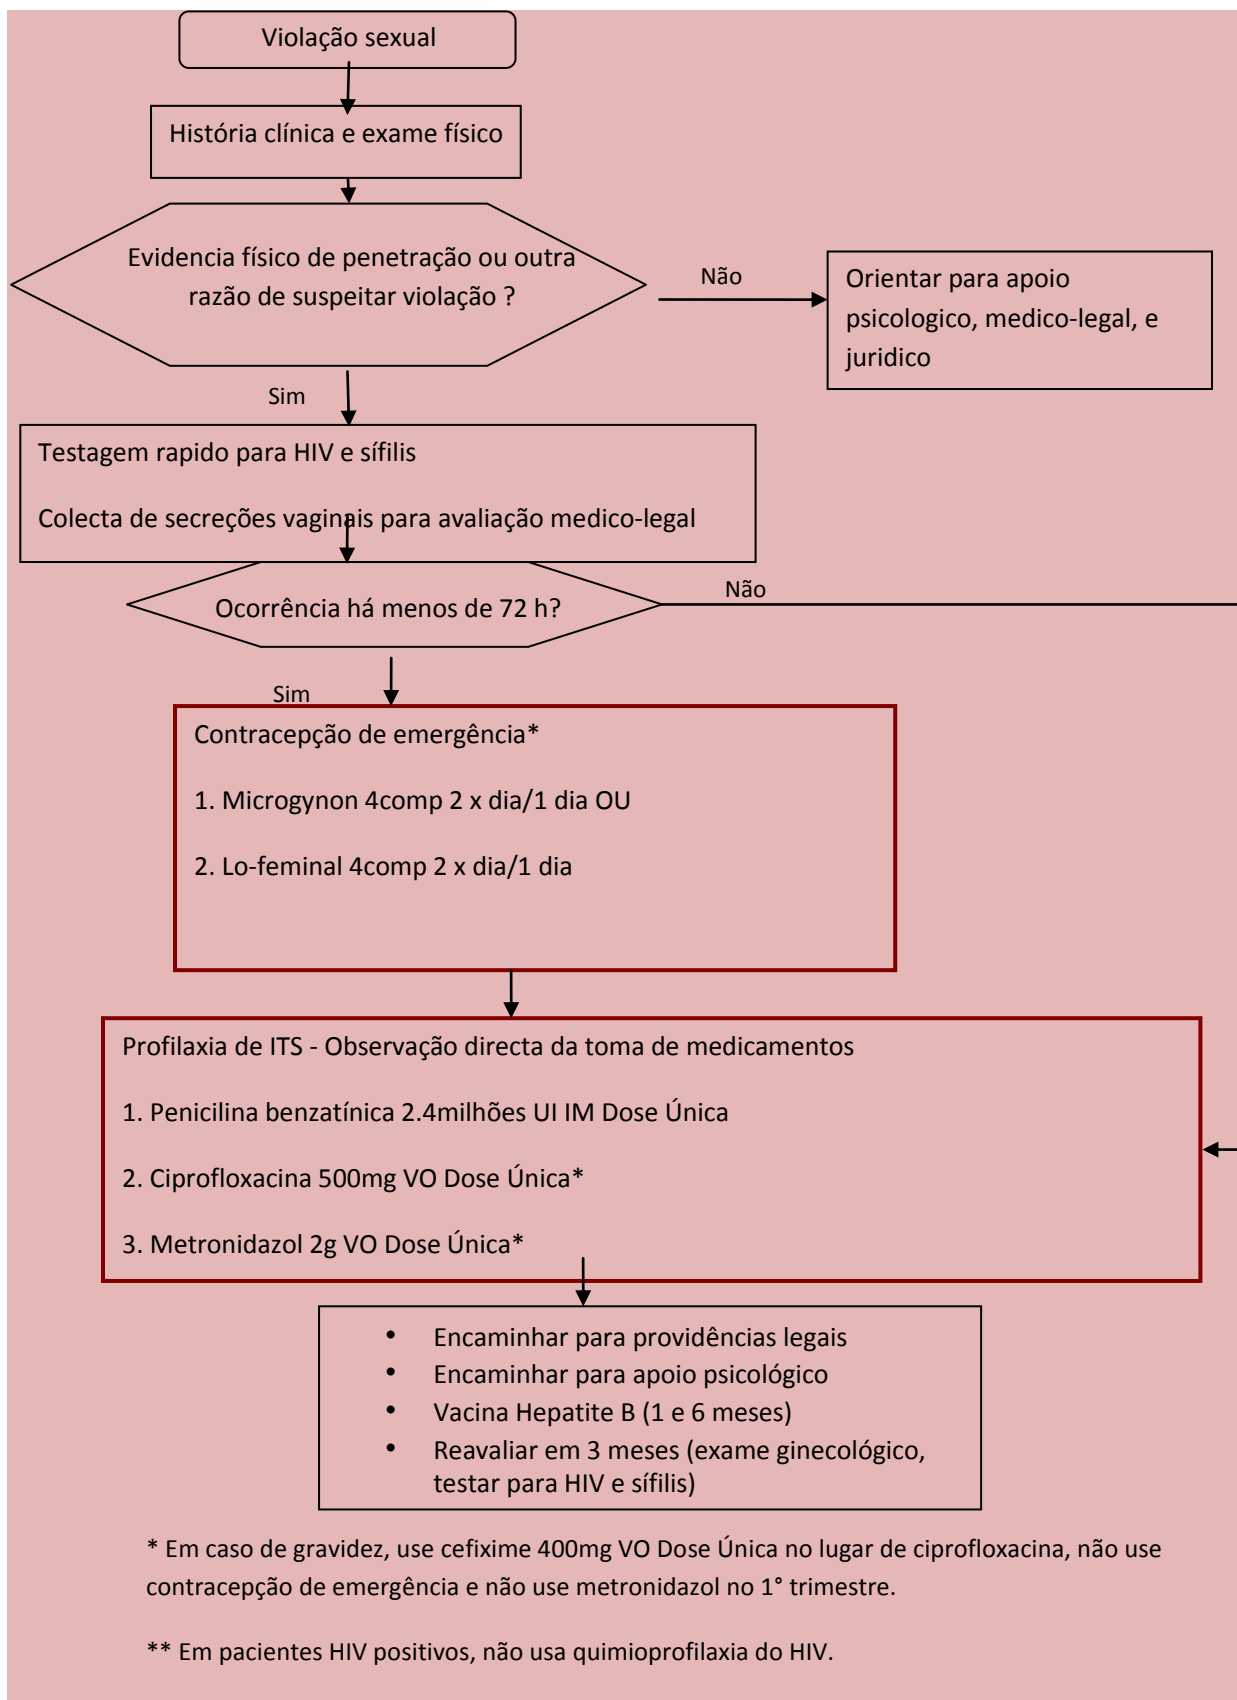 Violação sexual
História clínica e exame físico
Evidencia físico de penetração ou outra
razão de suspeitar violação ?
Não
Orientar para apoio
psicologico, medico-legal, e
juridico
Sim
Testagem rapido para HIV e sífilis
Colecta de secreções vaginais para avaliação medico-legal
Ocorrência há menos de 72 h?
Não
Sim
Contracepção de emergência*
1. Microgynon 4comp 2 x dia/1 dia OU
2. Lo-feminal 4comp 2 x dia/1 dia
Profilaxia de ITS - Observação directa da toma de medicamentos
1. Penicilina benzatínica 2.4milhões UI IM Dose Única
2. Ciprofloxacina 500mg VO Dose Única*
3. Metronidazol 2g VO Dose Única*
• Encaminhar para providências legais
• Encaminhar para apoio psicológico
• Vacina Hepatite B (1 e 6 meses)
• Reavaliar em 3 meses (exame ginecológico,
testar para HIV e sífilis)
* Em caso de gravidez, use cefixime 400mg VO Dose Única no lugar de ciprofloxacina, não use
contracepção de emergência e não use metronidazol no 1° trimestre.
** Em pacientes HIV positivos, não usa quimioprofilaxia do HIV.